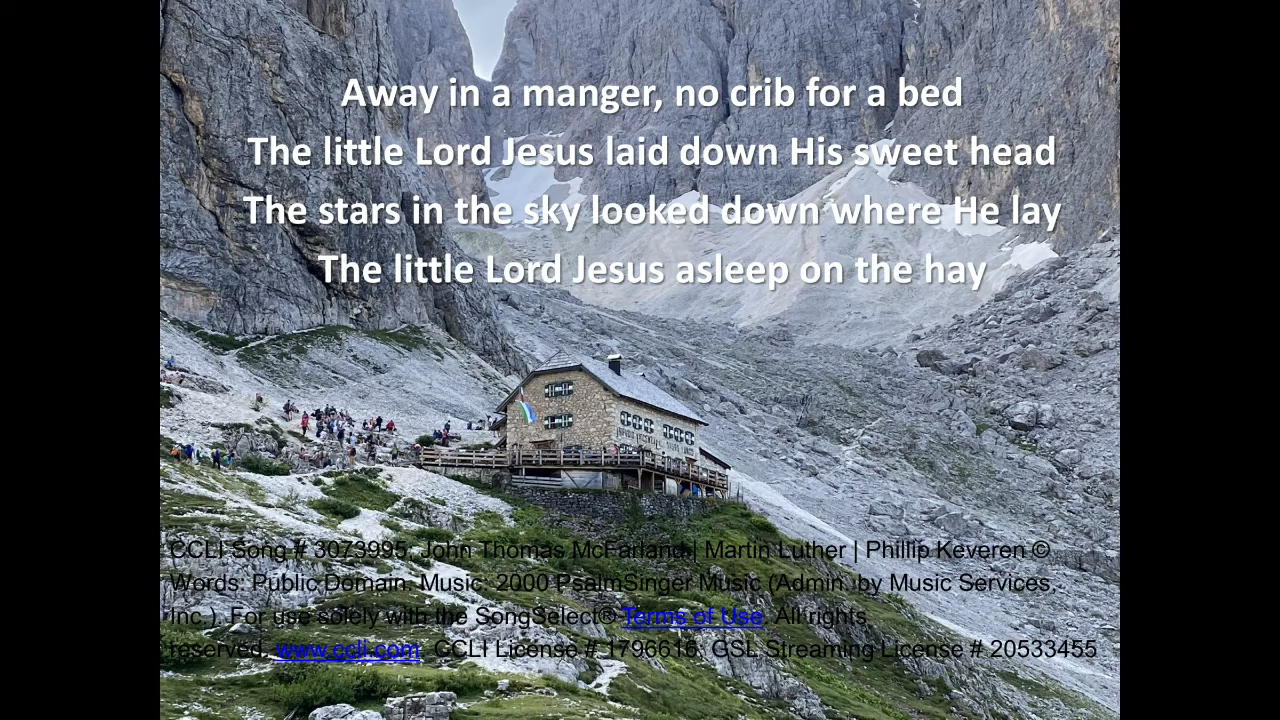 Away in a manger, no crib for a bed
The little Lord Jesus laid down His sweet head
The stars in the sky looked down where He lay
The little Lord Jesus asleep on the hay
CCLI Song # 3073995. John Thomas McFarland | Martin Luther | Phillip Keveren ©
Words: Public Domain. Music: 2000 PsalmSinger Music (Admin. by Music Services,
Inc.). For use solely with the SongSelect® Terms of Use. All rights
reserved. www.ccli.com. CCLI License # 1796616. GSL Streaming License # 20533455